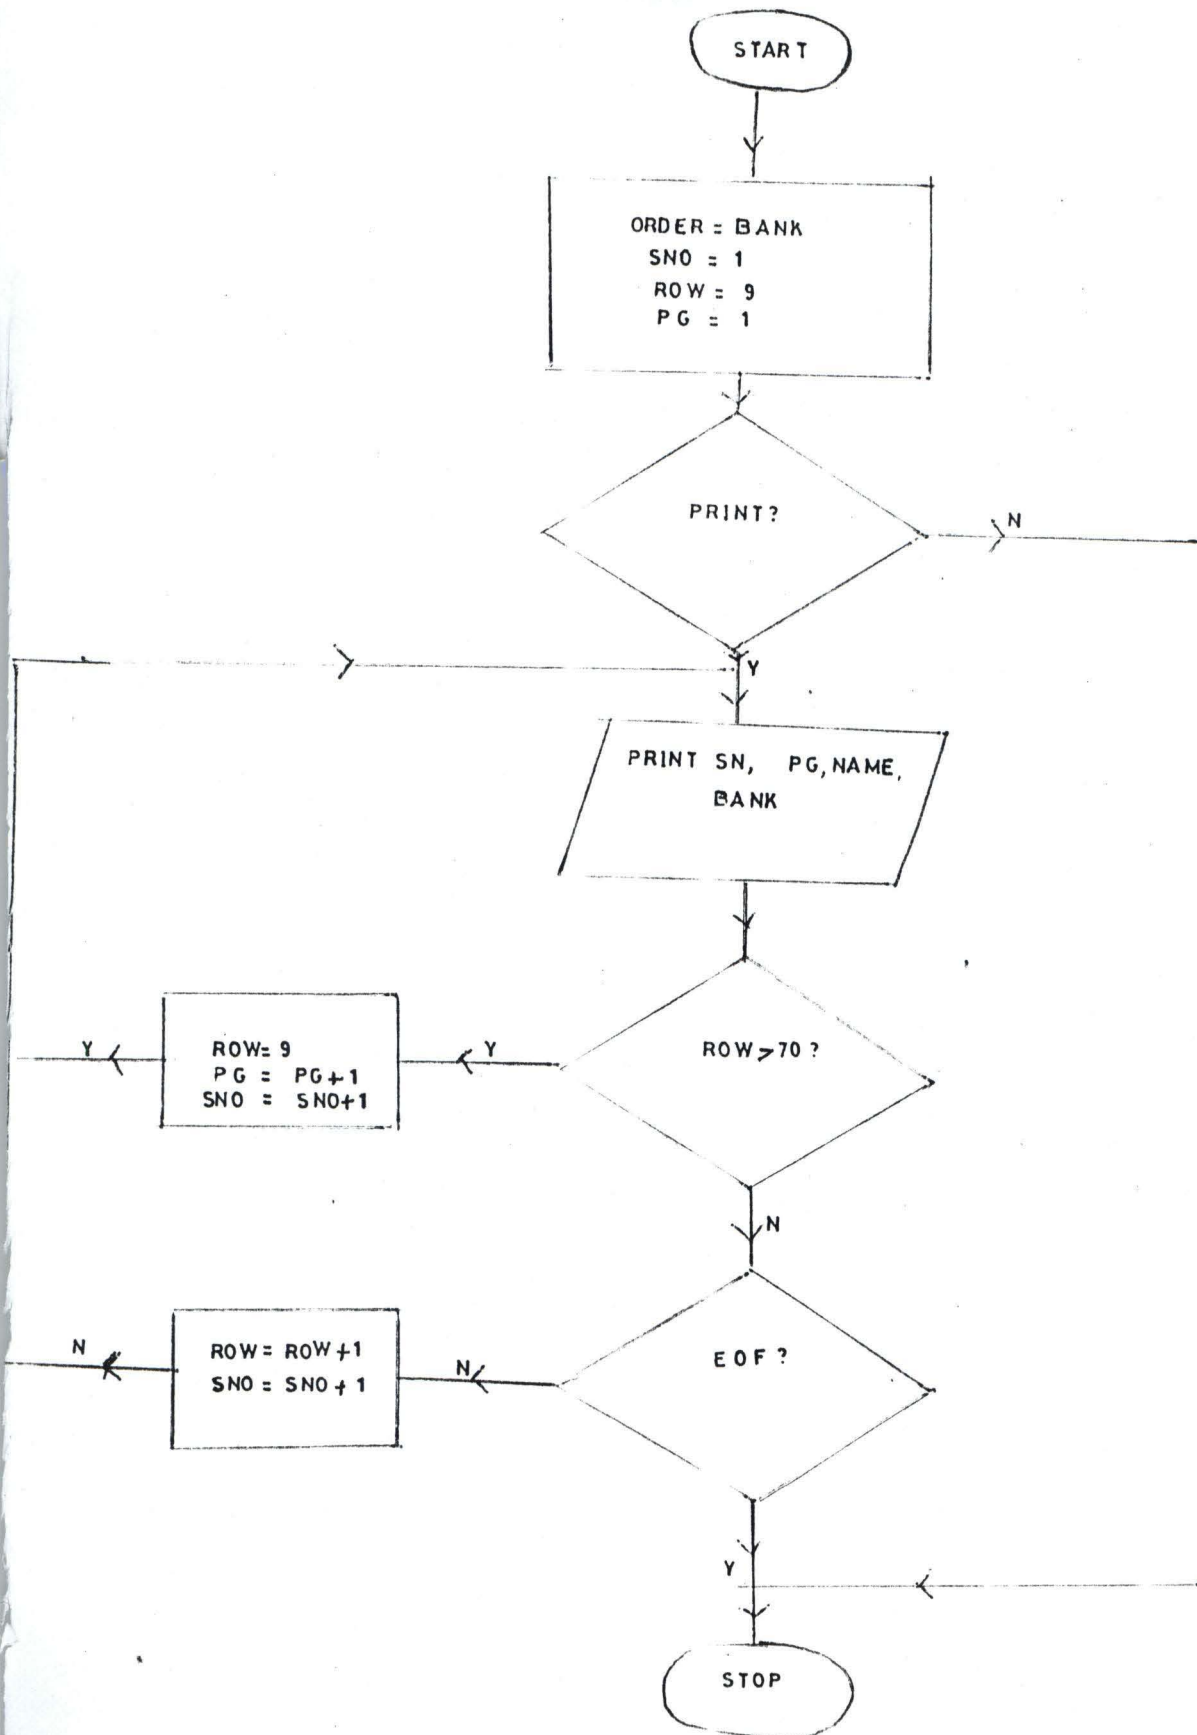 START
ORDER = BANK
SNO = 1
ROW = 9
PG = 1
PRINT?
N
Y
PRINT SN, PG, NAME,
BANK
ROW > 70 ?
Y
ROW= 9
PG = PG+1
SNO = SNO+1
Y
N
EOF ?
N
ROW = ROW+1
SNO = SNO+1
N
Y
STOP